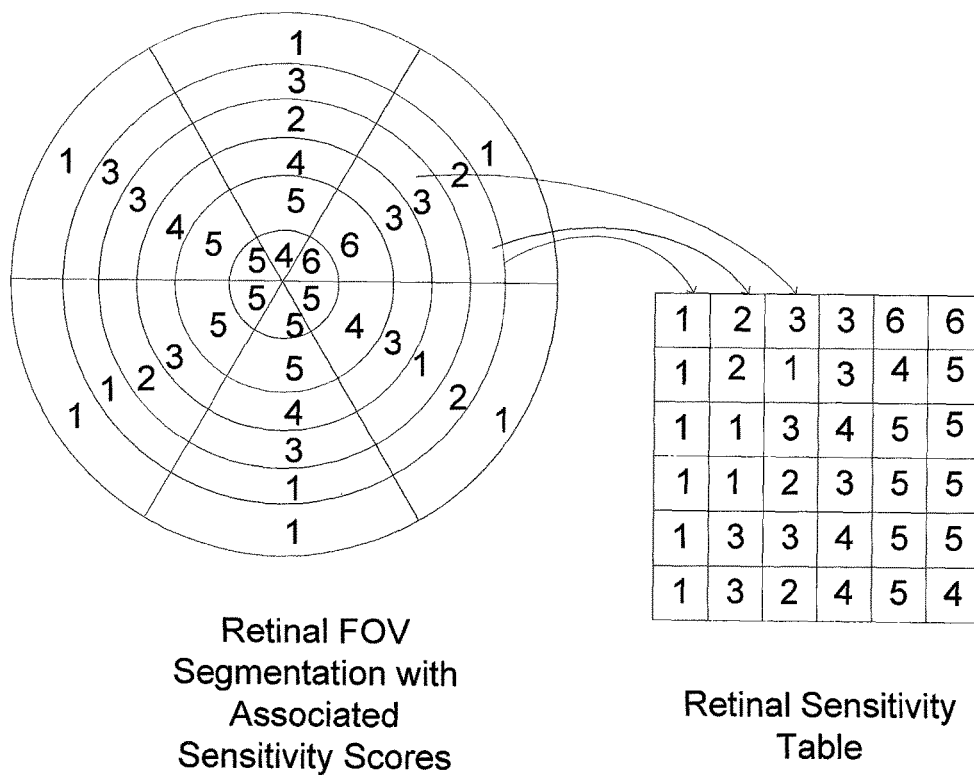 1
3
2
4
5
1 3 3 4 5 5 4 6 6 3 3 2 1
5 5
5
5 4
3 3
2 1
1 2
1 1
5
4
3
1
1
1 2 3 3 6 6
1 2 1 3 4 5
1 1 3 4 5 5
1 1 2 3 5 5
1 3 3 4 5 5
1 3 2 4 5 4
Retinal FOV
Segmentation with
Associated
Sensitivity Scores
Retinal Sensitivity
Table